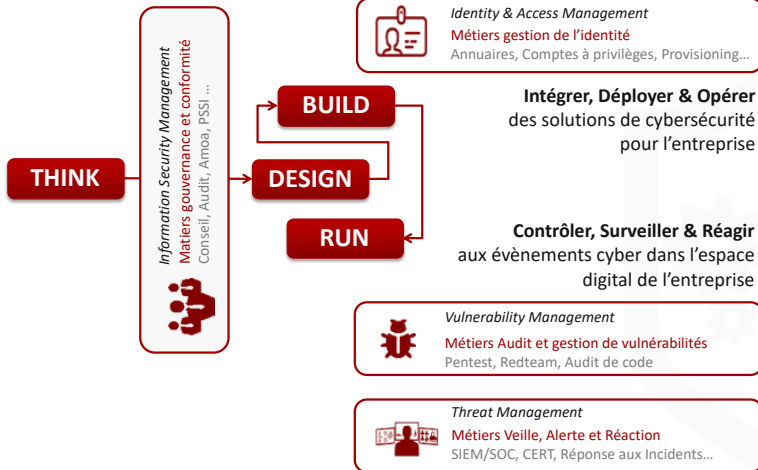 THINK
Information Security Management
Matiers gouvernance et conformité
Conseil, Audit, Amoa, PSSI ...
BUILD
DESIGN
RUN
Identity & Access Management
Métiers gestion de l'identité
Annuaires, Comptes à privilèges, Provisioning...
Intégrer, Déployer & Opérer
des solutions de cybersécurité
pour l'entreprise
Contrôler, Surveiller & Réagir
aux évènements cyber dans l'espace
digital de l'entreprise
Vulnerability Management
Métiers Audit et gestion de vulnérabilités
Pentest, Redteam, Audit de code
Threat Management
Métiers Veille, Alerte et Réaction
SIEM/SOC, CERT, Réponse aux Incidents...